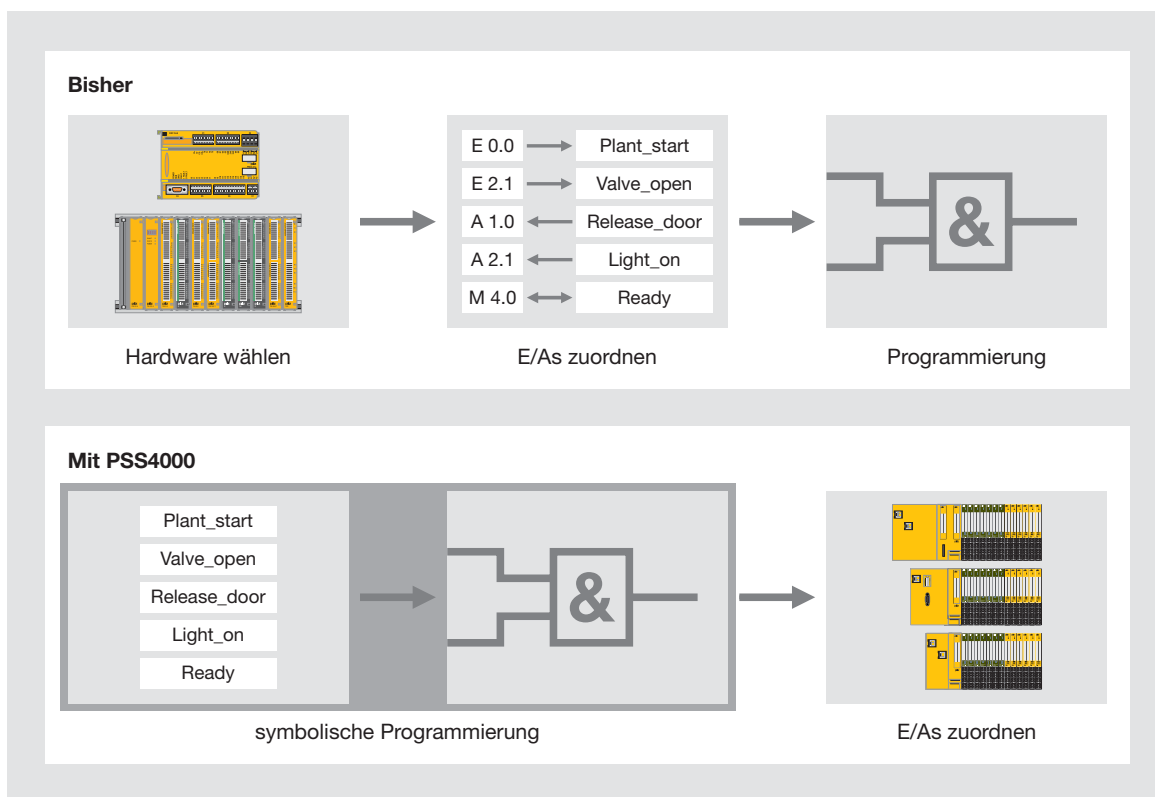 Bisher
E 0.0 Plant_start
E 2.1 Valve_open
A 1.0 Release_door
A 2.1 Light_on
M 4.0 Ready
&
Hardware wählen
E/As zuordnen
Programmierung
Mit PSS4000
Plant_start
Valve_open
Release_door
Light_on
Ready
&
symbolische Programmierung
E/As zuordnen